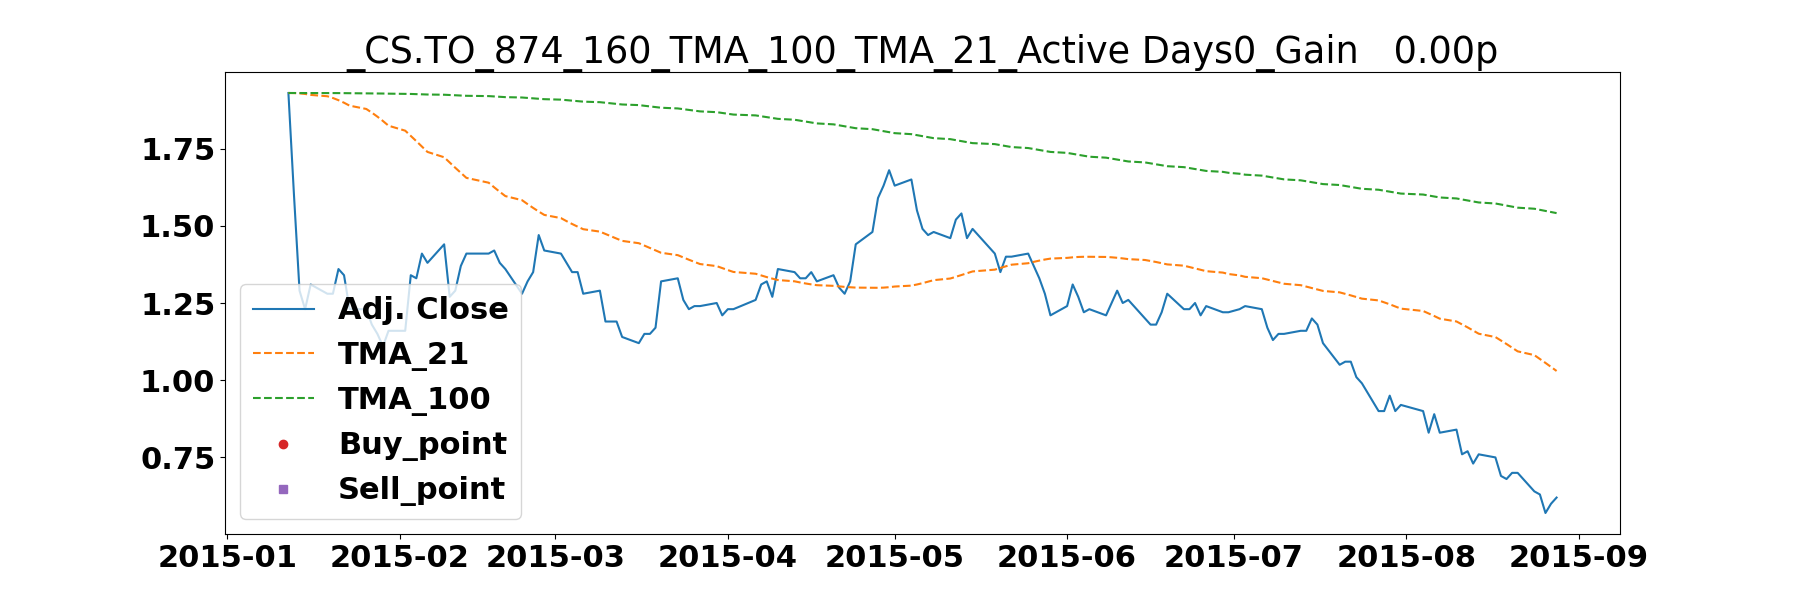 _CS.TO_874_160_TMA_100_TMA_21_Active Days0_Gain   0.00p
1.75
1.50
1.25
1.00
0.75
Adj. Close
TMA_21
TMA_100
Buy_point
Sell_point
2015-01 2015-02 2015-03 2015-04 2015-05 2015-06 2015-07 2015-08 2015-09